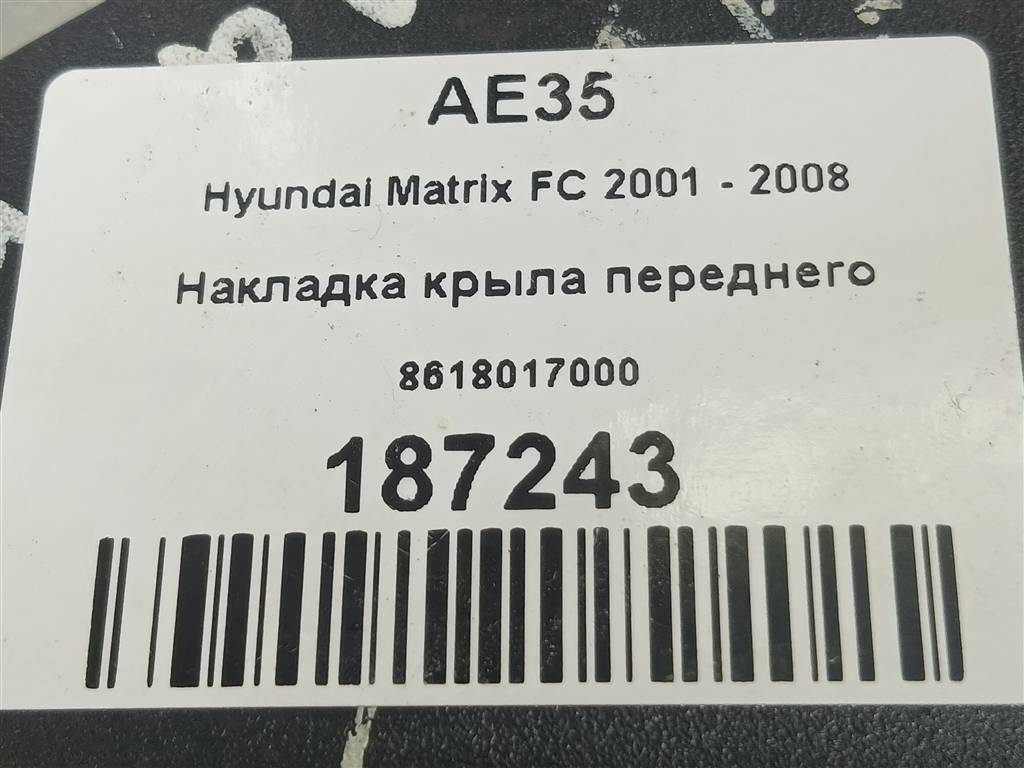 AE35
Hyundai Matrix FC 2001 - 2008
Накладка крыла переднего
8618017000
187243